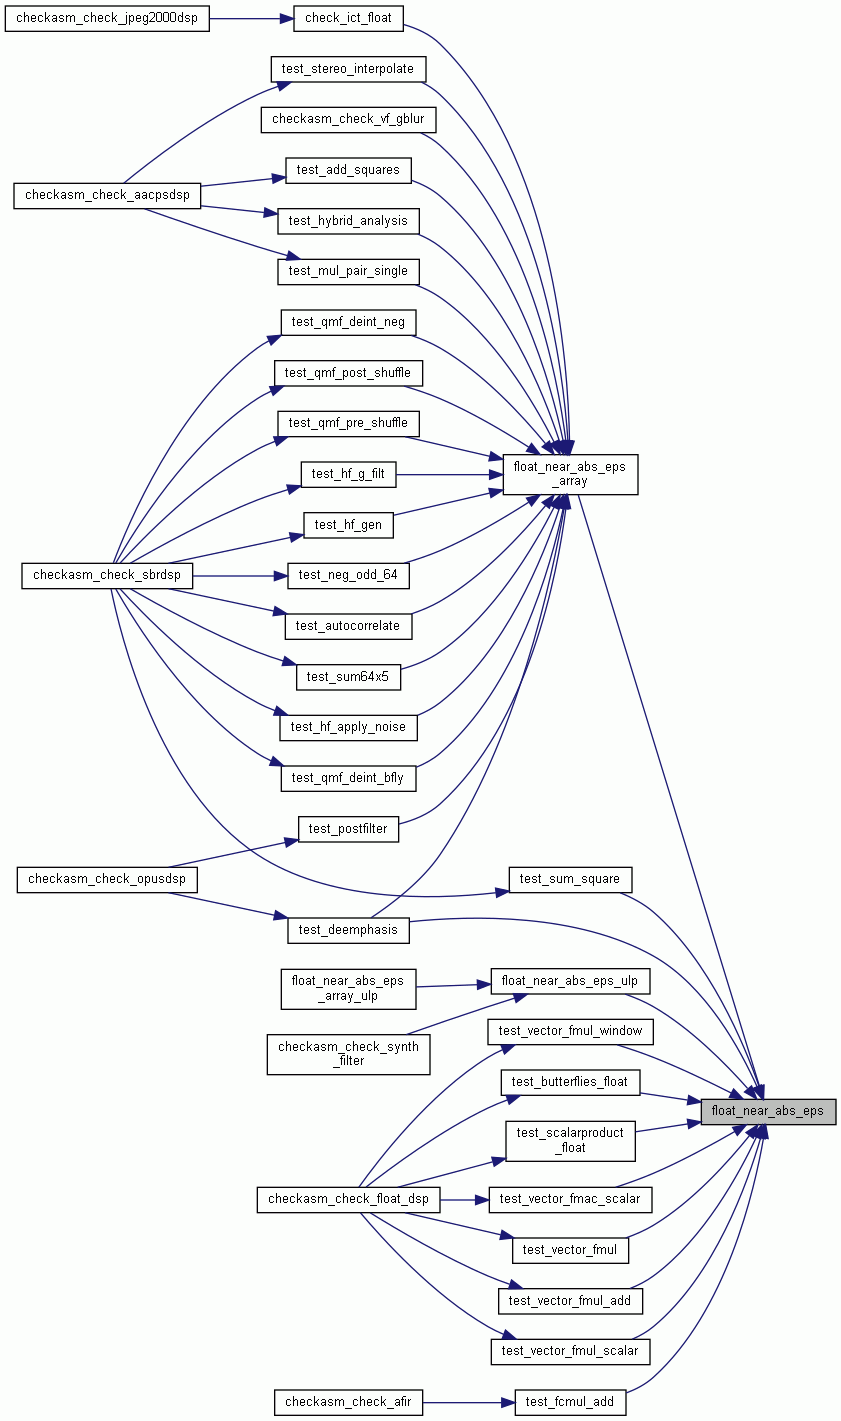 checkasm_check_jpeg2000dsp
check_ict_float
test_stereo_interpolate
checkasm_check_vf_gblur
test_add_squares
checkasm_check_aacpsdsp
test_hybrid_analysis
test_mul_pair_single
test_qmf_deint_neg
test_qmf_post_shuffle
test_qmf_pre_shuffle
float_near_abs_eps
_array
test_hf_g_filt
test_hf_gen
checkasm_check_sbrdsp
test_neg_odd_64
test_autocorrelate
test_sum64x5
test_hf_apply_noise
test_qmf_deint_bfly
test_postfilter
checkasm_check_opusdsp
test_sum_square
test_deemphasis
float_near_abs_eps
_array_ulp
float_near_abs_eps_ulp
checkasm_check_synth
_filter
test_vector_fmul_window
test_butterflies_float
float_near_abs_eps
test_scalarproduct
_float
checkasm_check_float_dsp
test_vector_fmac_scalar
test_vector_fmul
test_vector_fmul_add
test_vector_fmul_scalar
checkasm_check_afir
test_fcmul_add